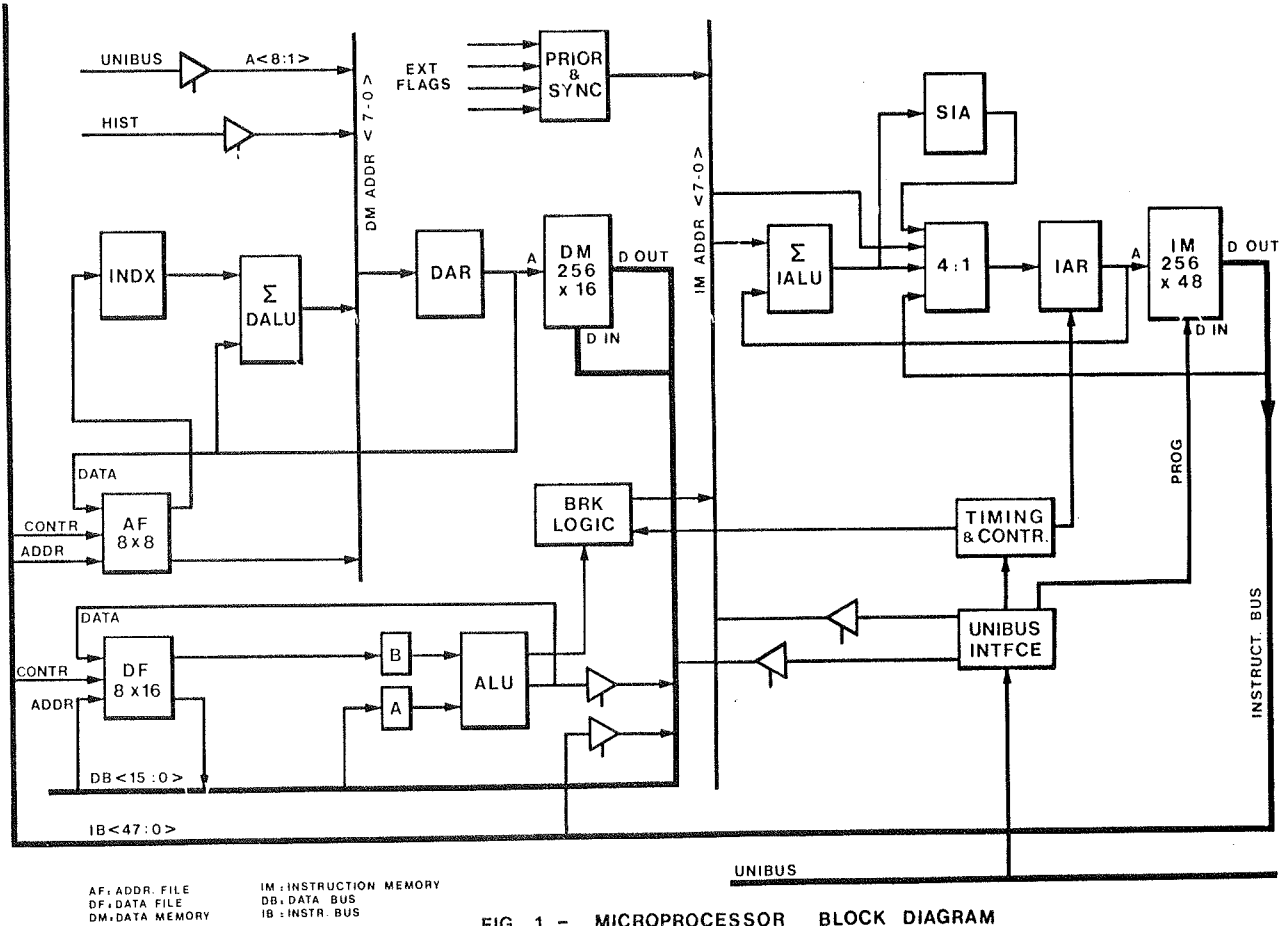 UNIBUS
A<8:1>
HIST
DM ADDR <7-0>
EXT
FLAGS
PRIOR
&
SYNC
IM ADDR <7-0>
SIA
INDX
Σ
DALU
DAR
A
DM
256
x 16
D OUT
D IN
Σ
IALU
4:1
IAR
A
IM
256
x 48
D OUT
D IN
DATA
CONTR
ADDR
AF
8x8
BRK
LOGIC
TIMING
& CONTR.
PROG
INSTRUCT. BUS
DATA
CONTR
ADDR
DF
8x16
B
A
ALU
UNIBUS
INTFCE
DB<15:0>
IB<47:0>
UNIBUS
AF: ADDR. FILE
DF: DATA FILE
DM: DATA MEMORY
IM: INSTRUCTION MEMORY
DB: DATA BUS
IB: INSTR. BUS
FIG. 1 - MICROPROCESSOR BLOCK DIAGRAM